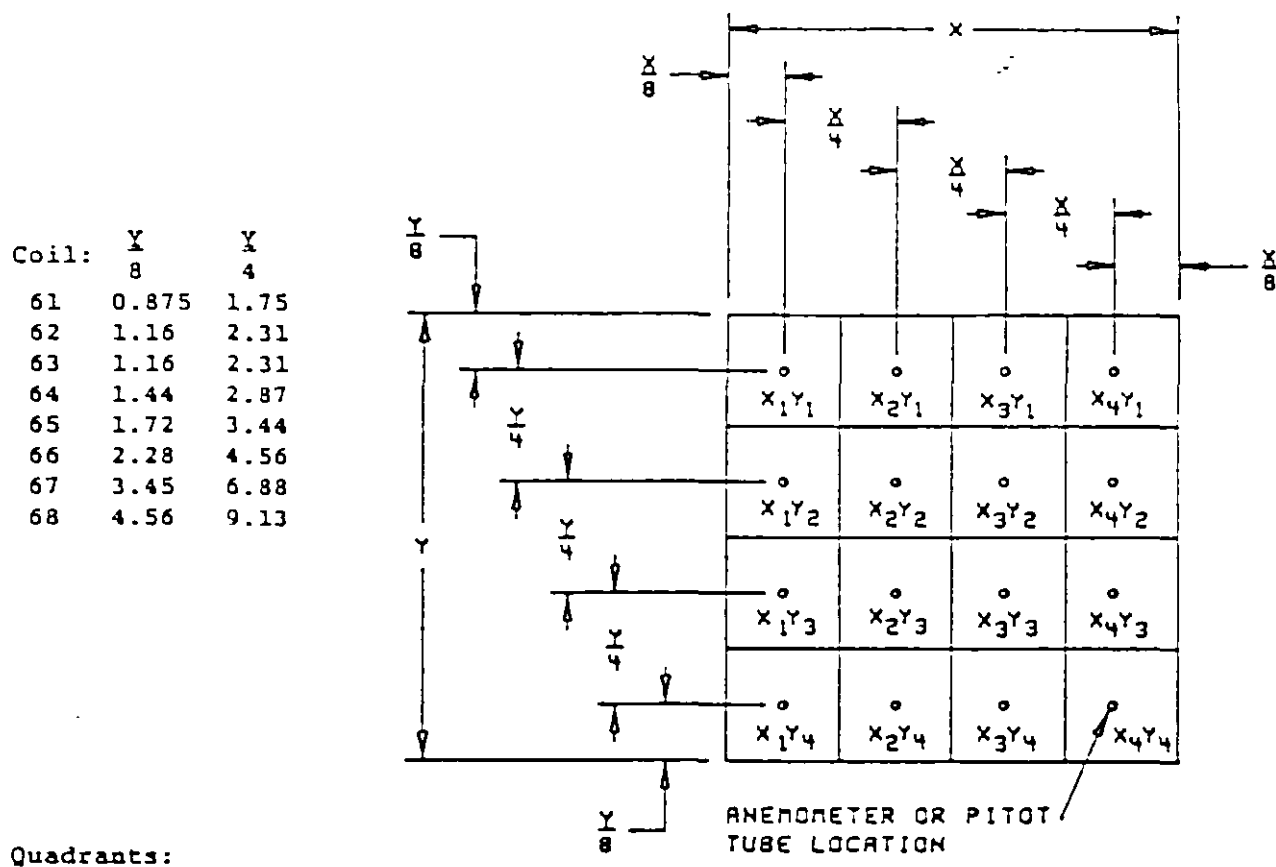 X
X/8
X/4
X/4
X/4
X/8
Coil: Y/8 Y/4
61 0.875 1.75
62 1.16 2.31
63 1.16 2.31
64 1.44 2.87
65 1.72 3.44
66 2.28 4.56
67 3.45 6.88
68 4.56 9.13
Y/8
Y
Y/4
Y/4
Y/4
Y/8
X₁Y₁ X₂Y₁ X₃Y₁ X₄Y₁
X₁Y₂ X₂Y₂ X₃Y₂ X₄Y₂
X₁Y₃ X₂Y₃ X₃Y₃ X₄Y₃
X₁Y₄ X₂Y₄ X₃Y₄ X₄Y₄
ANEMOMETER OR PITOT
TUBE LOCATION
Quadrants: